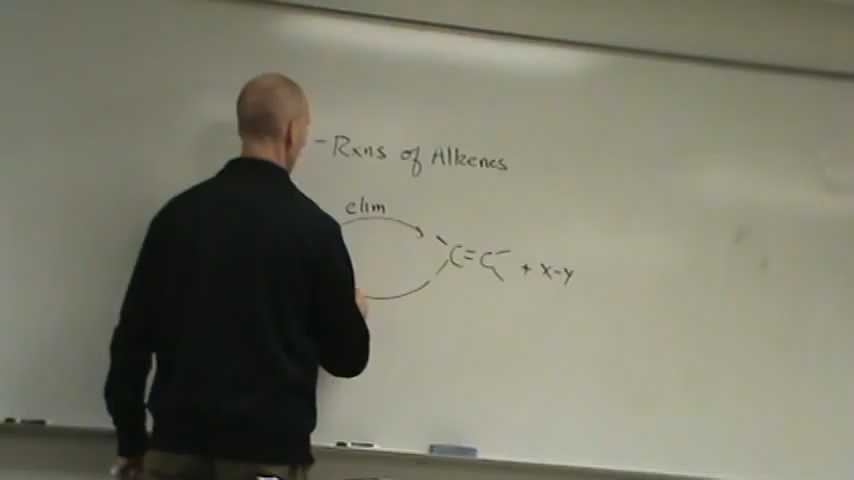 - Rxns of Alkenes
elim
C=C + X-Y